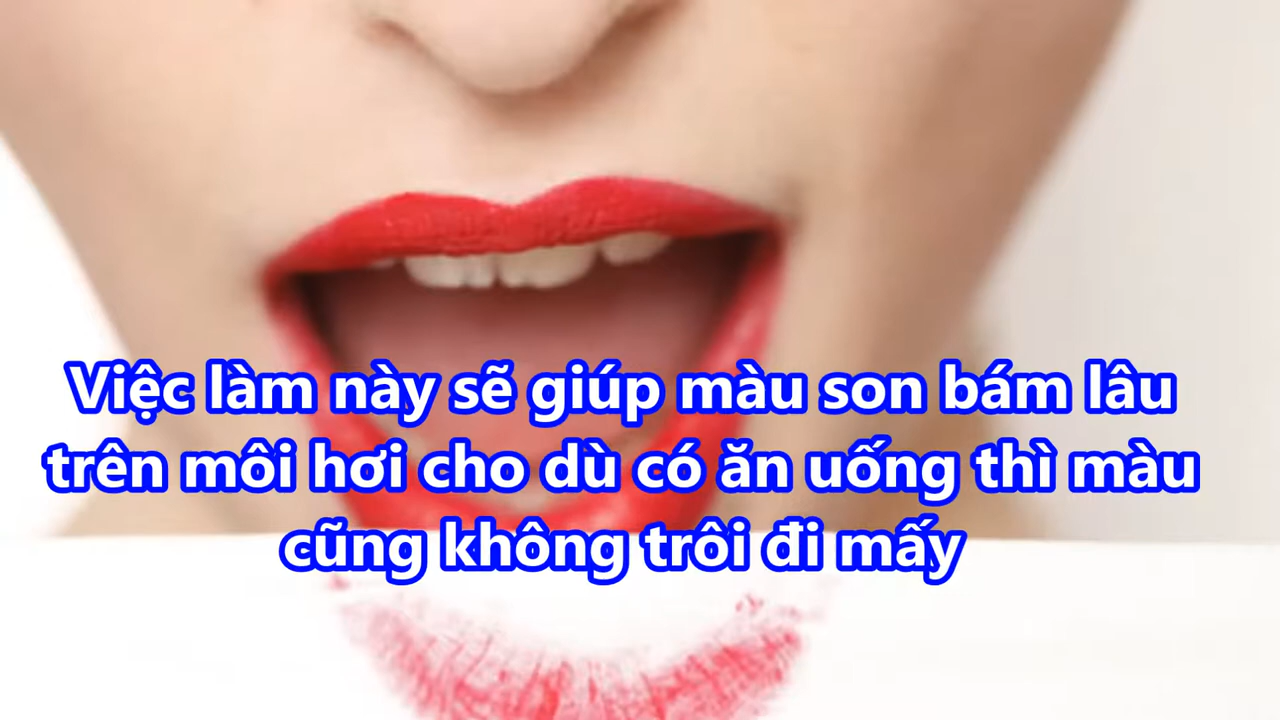 Việc làm này sẽ giúp màu son bám lâu
trên môi hơi cho dù có ăn uống thì màu
cũng không trôi đi mấy